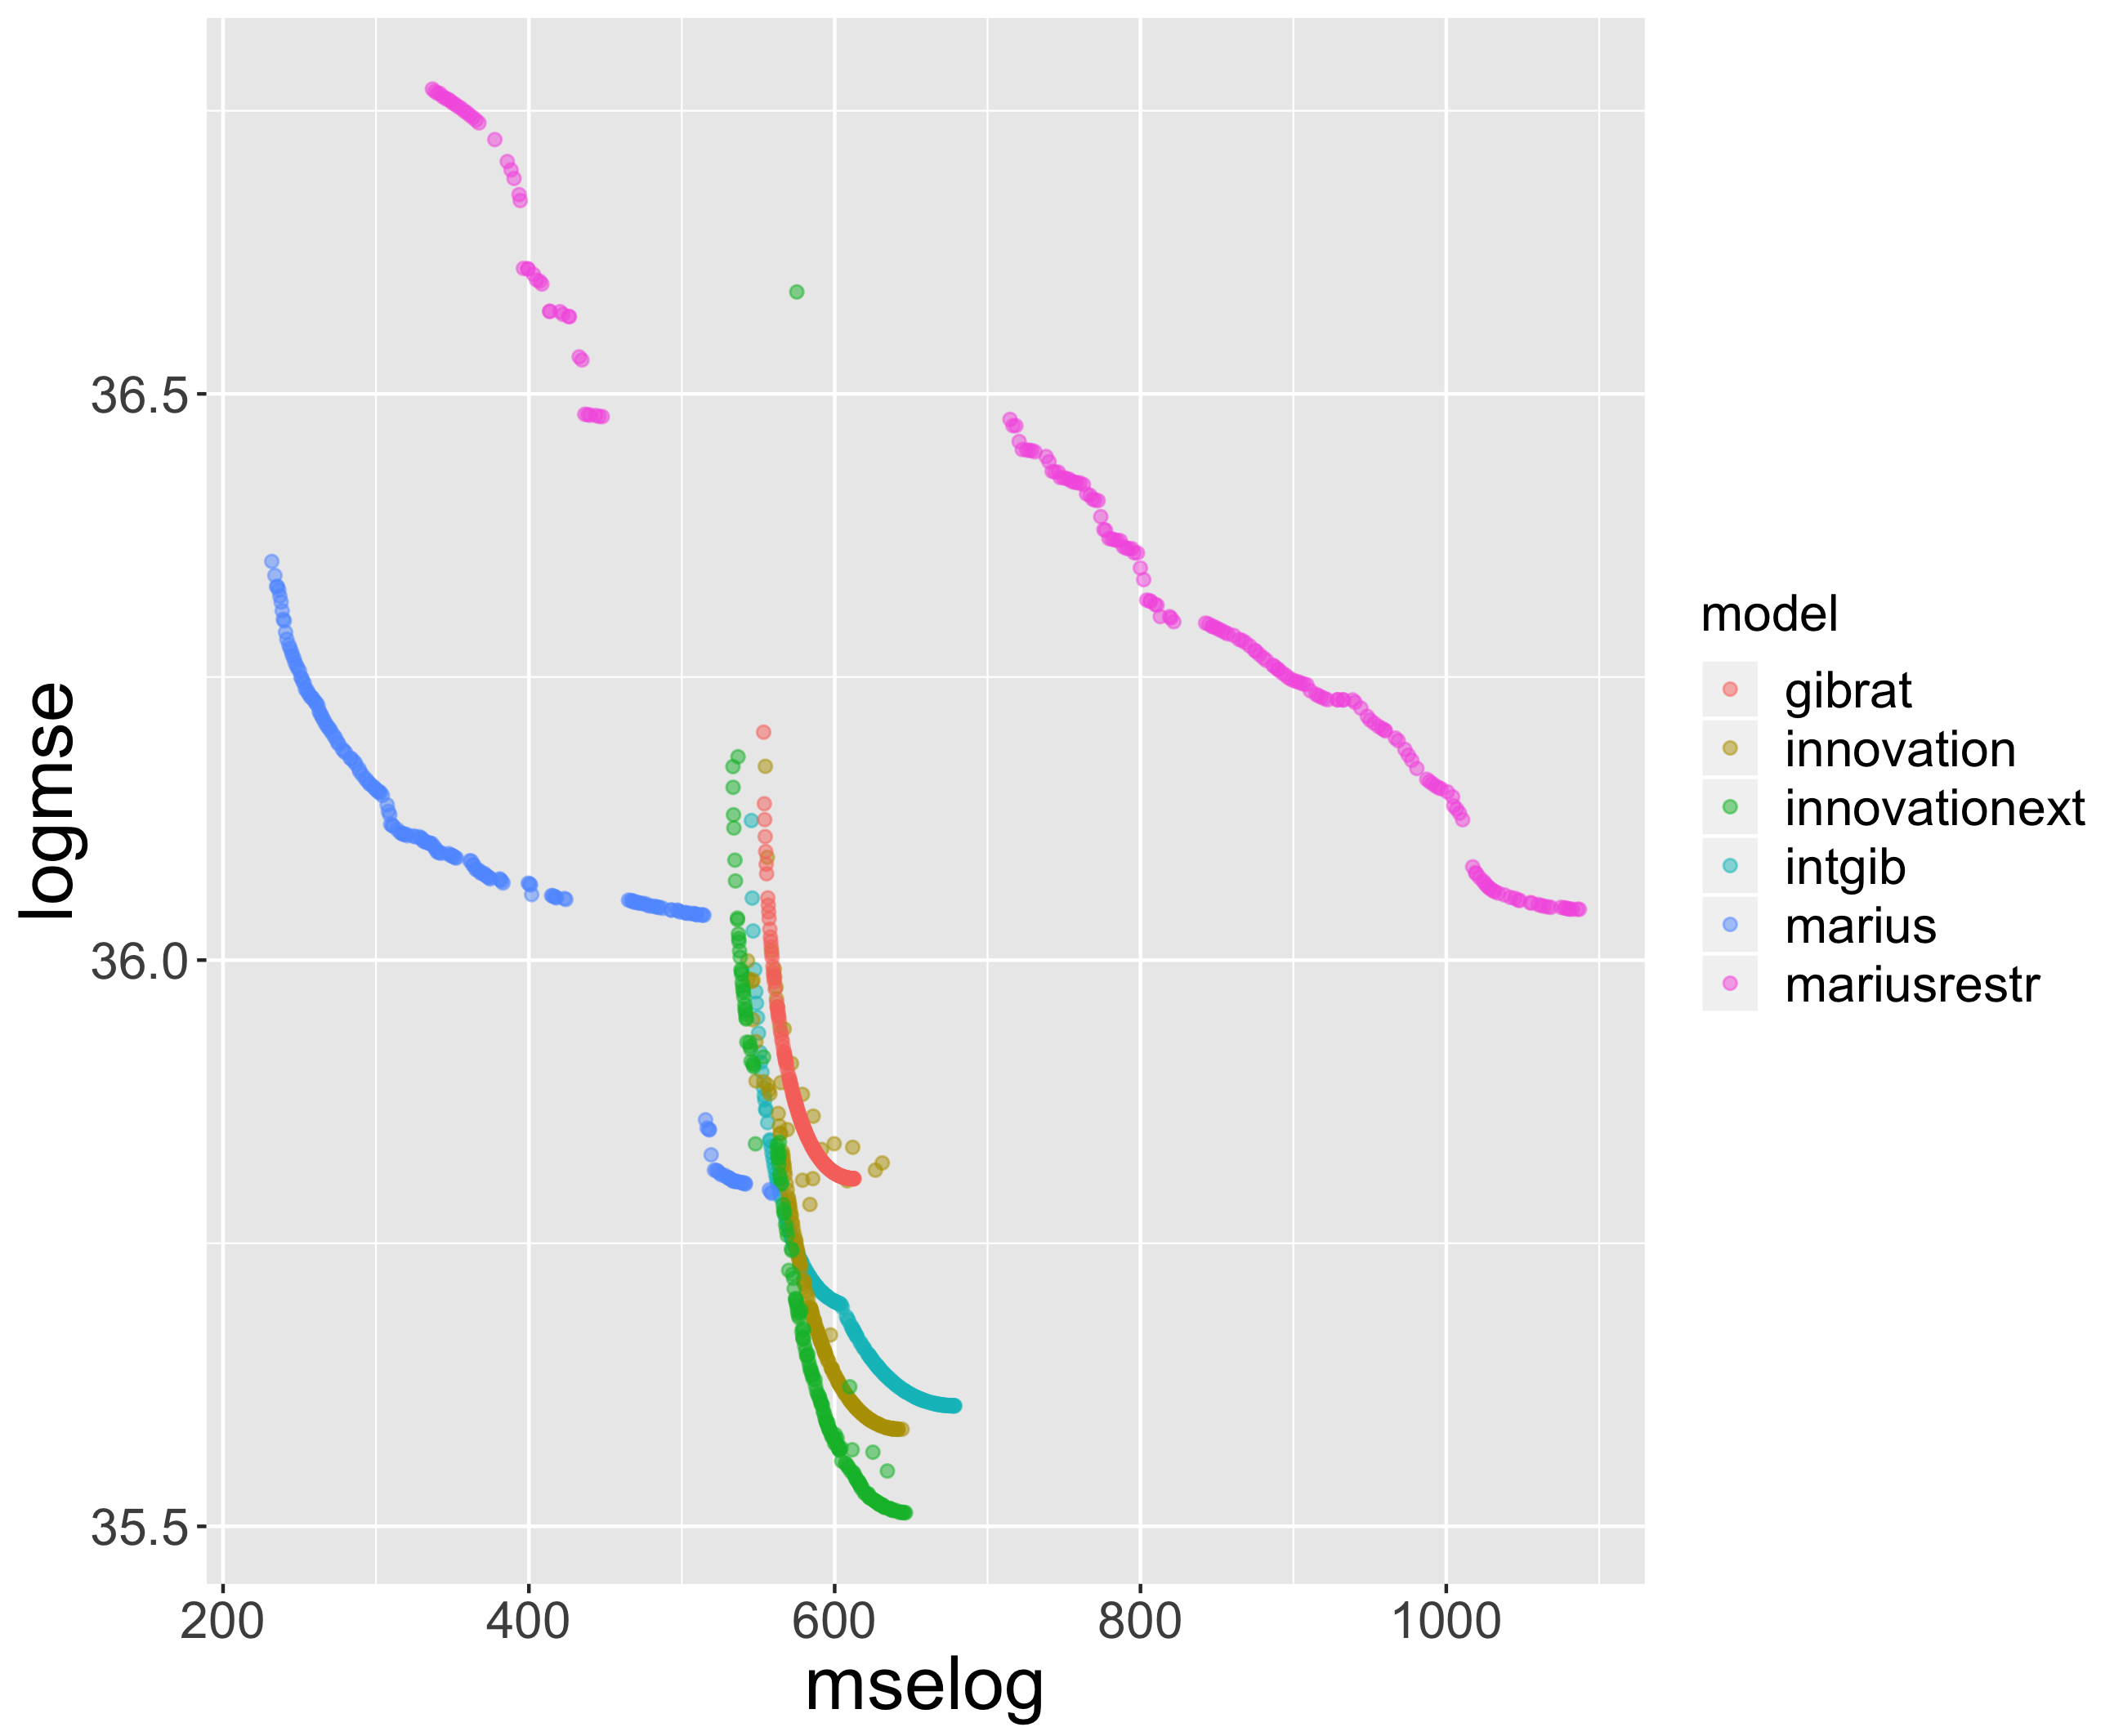 logmse
36.5
36.0
35.5
200 400 600 800 1000
mselog
model
gibrat
innovation
innovationext
intgib
marius
mariusrestr